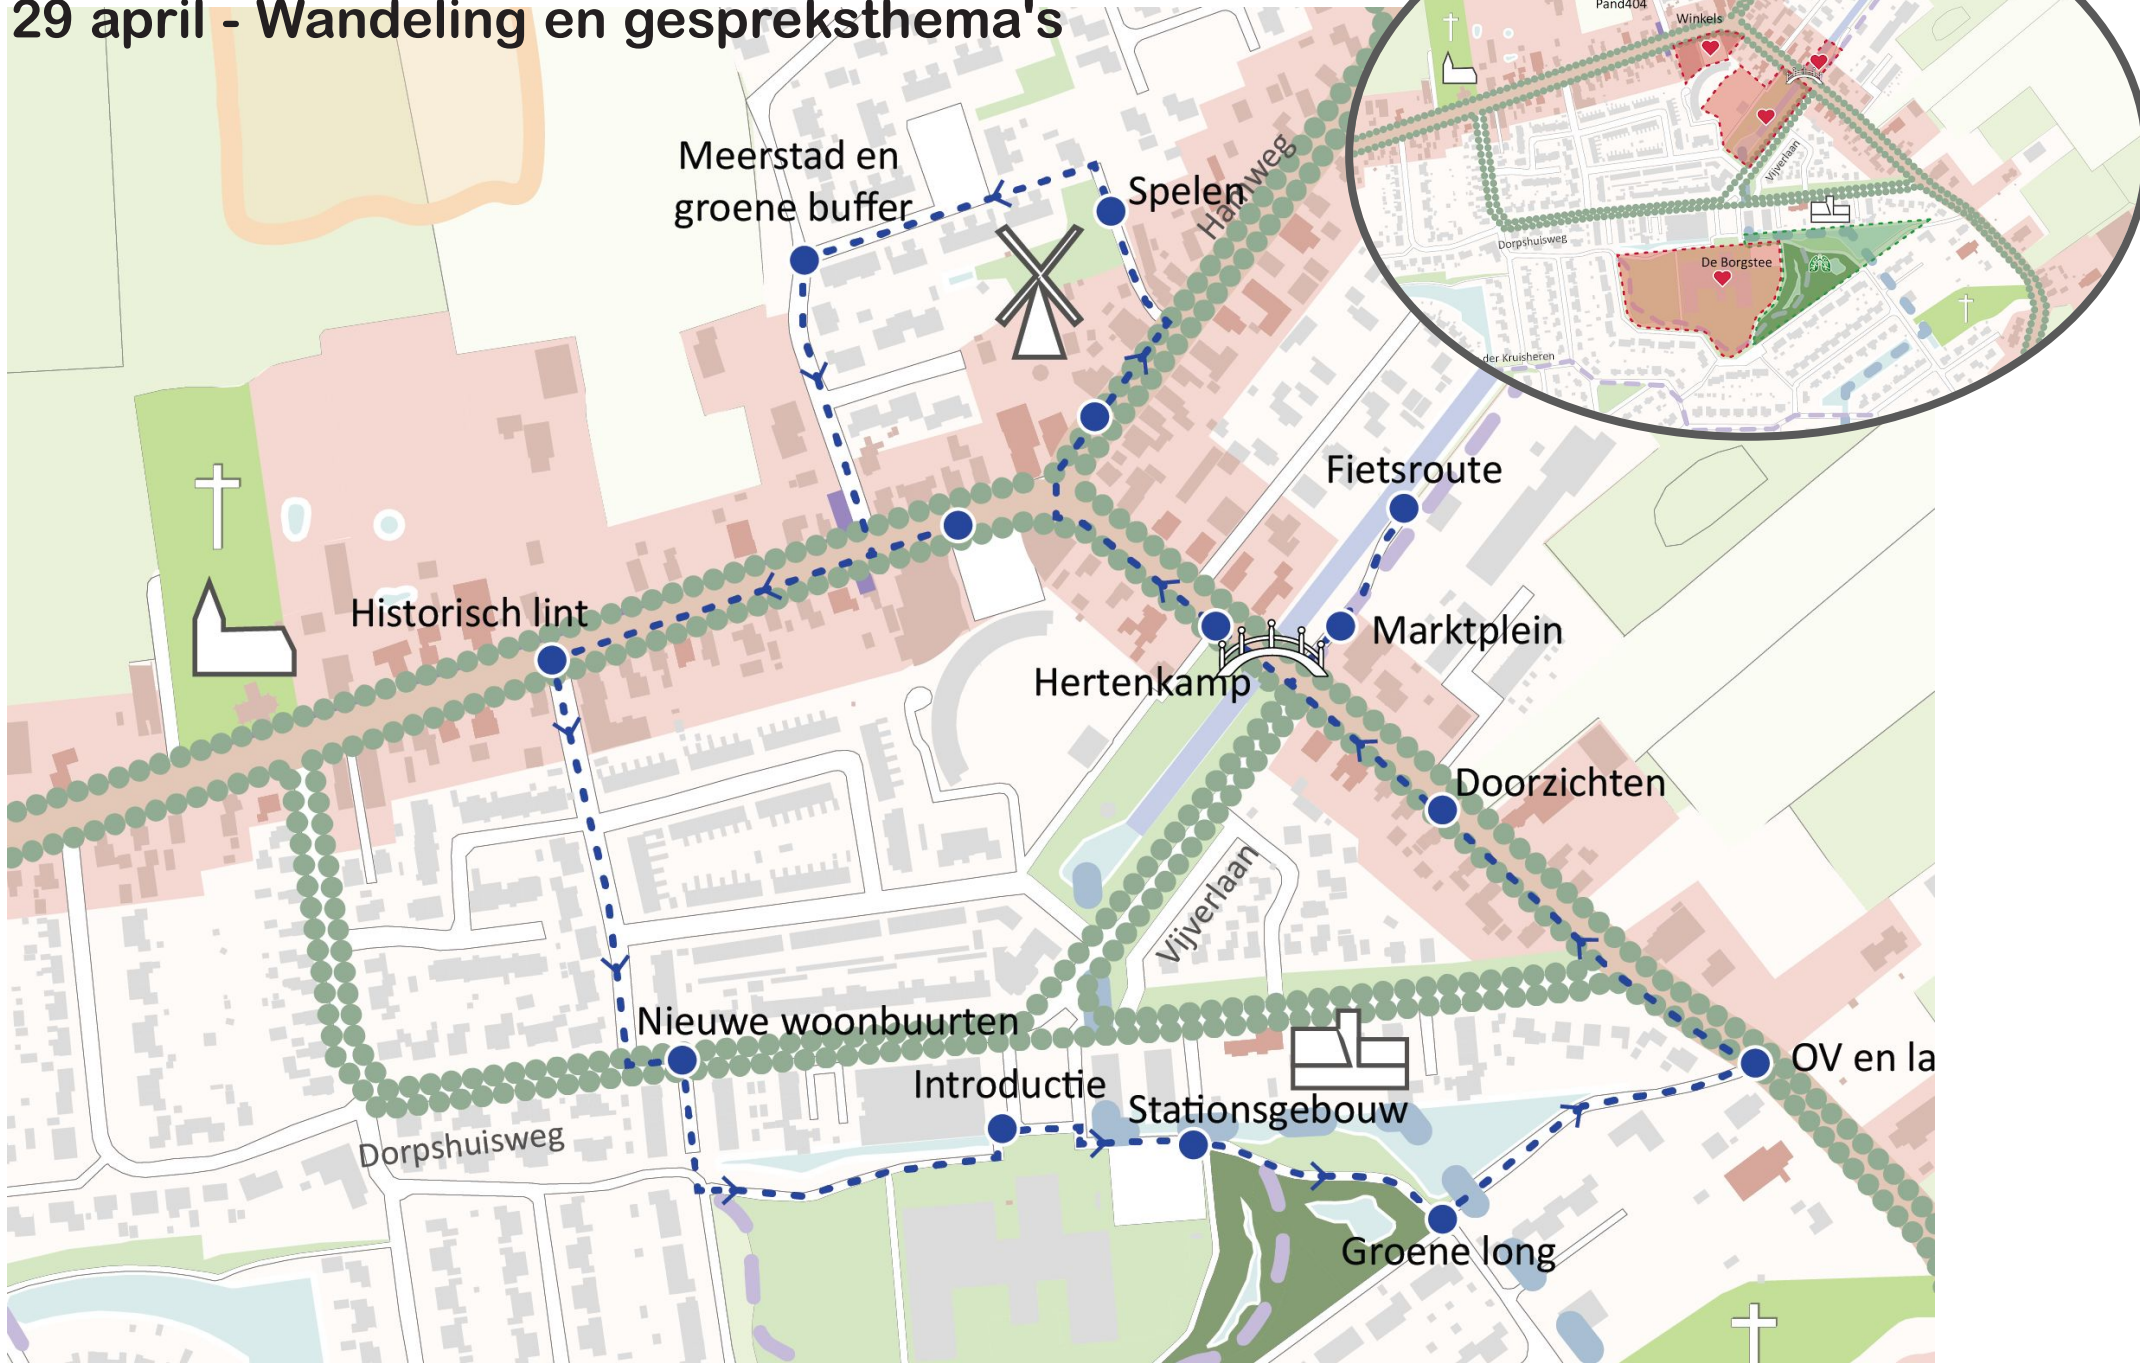 29 april - Wandeling en gespreksthema's
Pand404
Winkels
Vijverlaan
Dorpshuisweg
De Borgstee
der Kruisheren
Meerstad en
groene buffer
Spelen
Hamweg
Fietsroute
Historisch lint
Marktplein
Hertenkamp
Doorzichten
Vijverlaan
Nieuwe woonbuurten
OV en la
Introductie
Stationsgebouw
Dorpshuisweg
Groene long